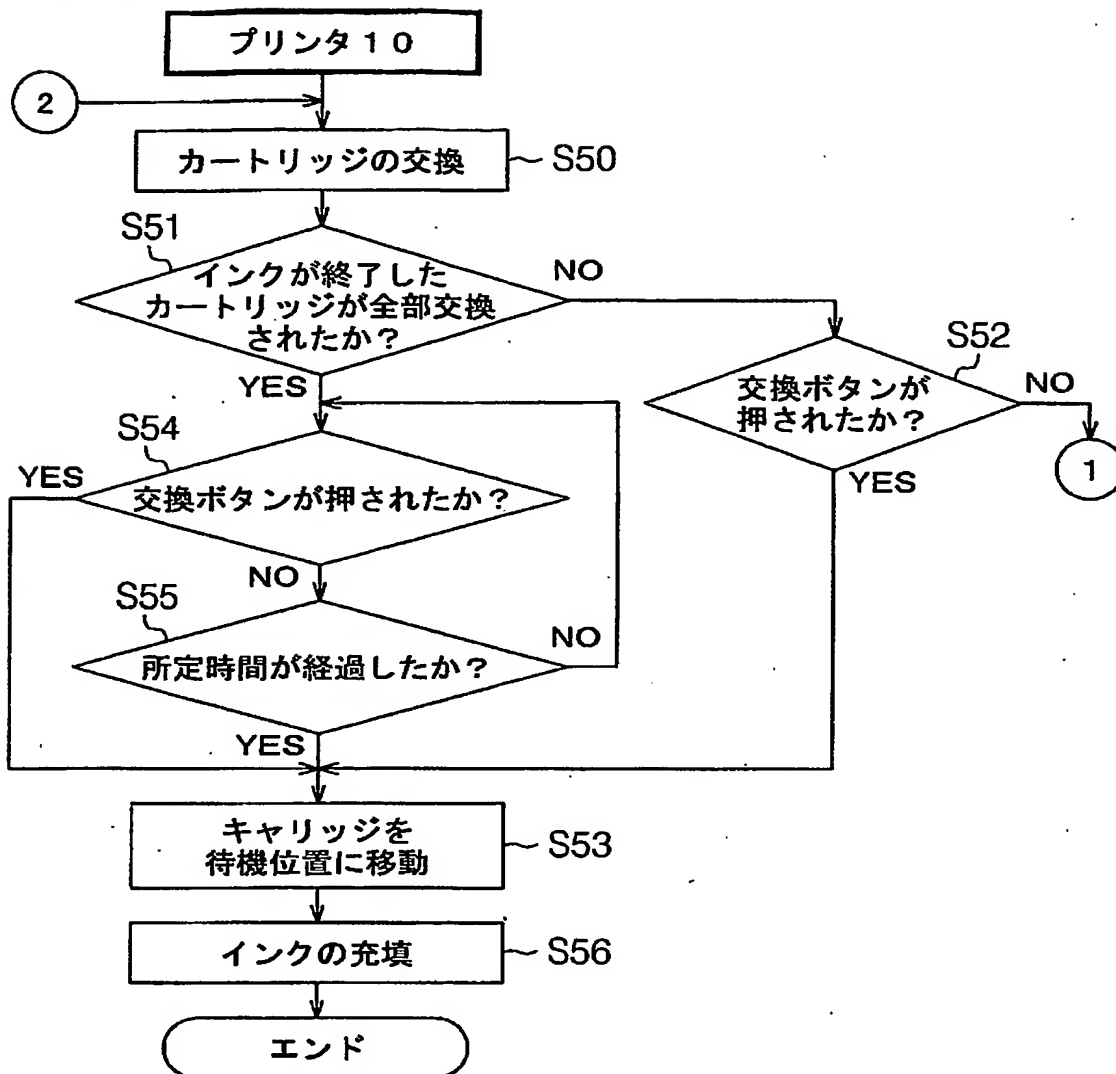 プリンタ１０
2
カートリッジの交換
S50
S51
インクが終了した
カートリッジが全部交換
されたか？
NO
YES
S52
交換ボタンが
押されたか？
NO
1
YES
S54
YES
交換ボタンが押されたか？
NO
S55
所定時間が経過したか？
NO
YES
キャリッジを
待機位置に移動
S53
インクの充填
S56
エンド